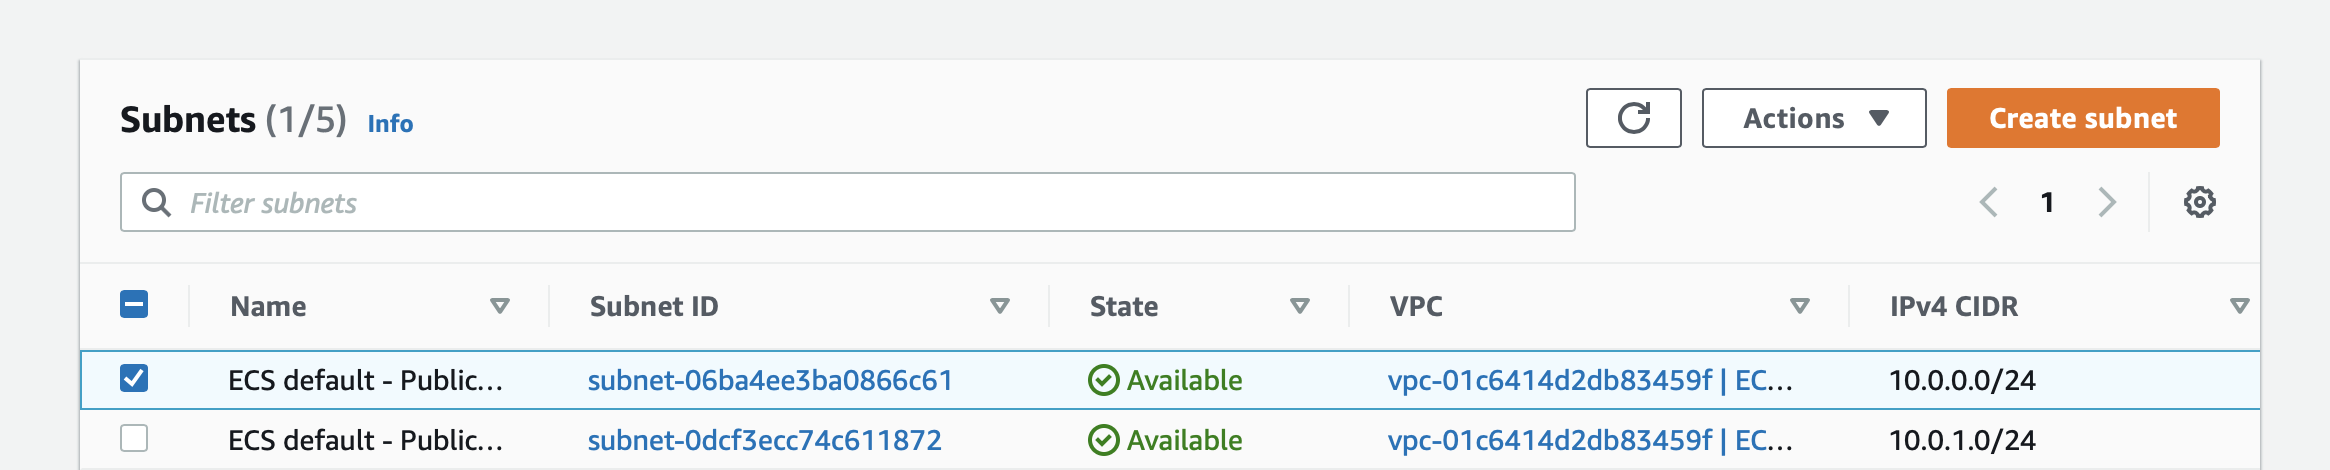 Subnets (1/5) Info
Actions
Create subnet
Filter subnets
1
Name Subnet ID State VPC IPv4 CIDR
ECS default - Public... subnet-06ba4ee3ba0866c61 Available vpc-01c6414d2db83459f | EC... 10.0.0.0/24
ECS default - Public... subnet-0dcf3ecc74c611872 Available vpc-01c6414d2db83459f | EC... 10.0.1.0/24